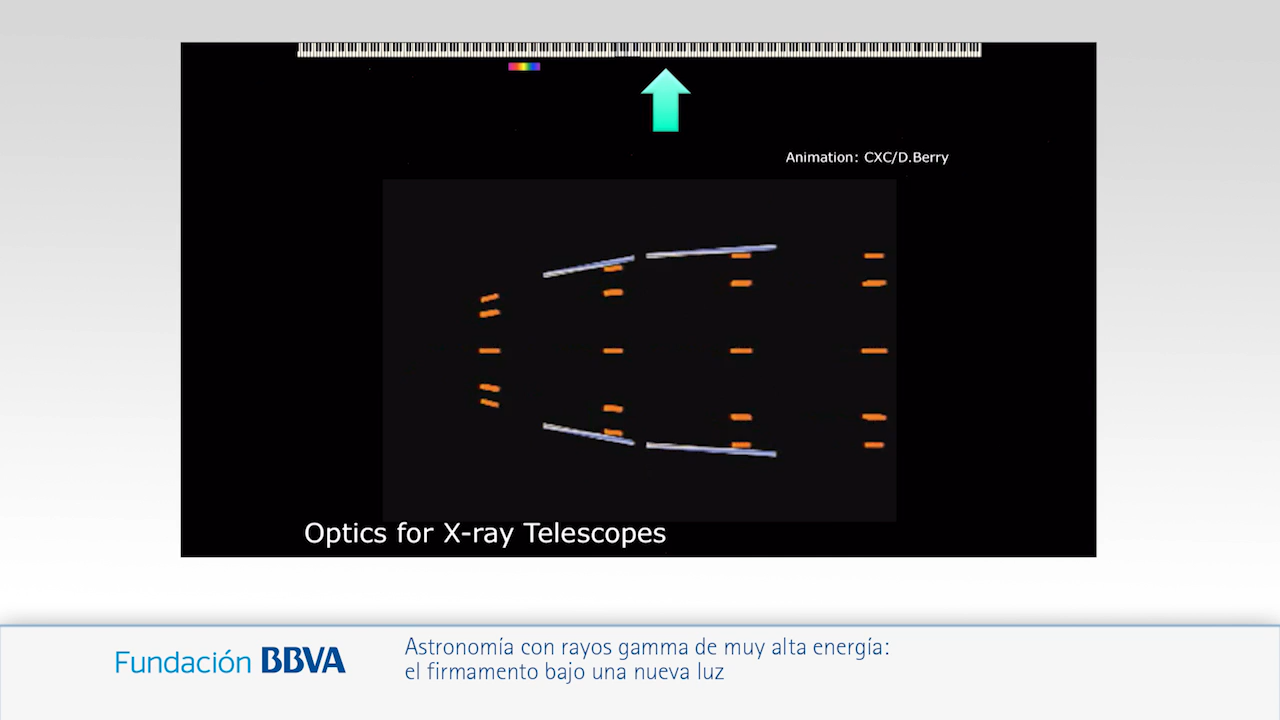 Animation: CXC/D.Berry
Optics for X-ray Telescopes
Fundación BBVA
Astronomía con rayos gamma de muy alta energía:
el firmamento bajo una nueva luz